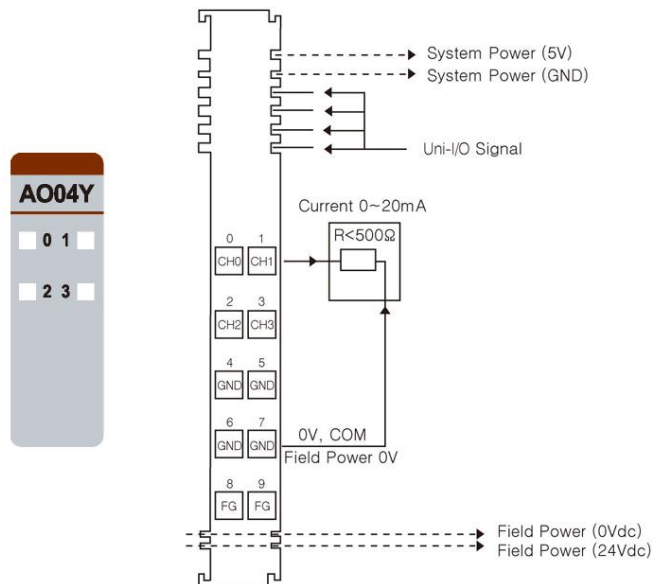 System Power (5V)
System Power (GND)
Uni-I/O Signal
AO04Y
0 1
2 3
Current 0~20mA
R<500Ω
0 1
CH0 CH1
2 3
CH2 CH3
4 5
GND GND
6 7
GND GND
0V, COM
Field Power 0V
8 9
FG FG
Field Power (0Vdc)
Field Power (24Vdc)